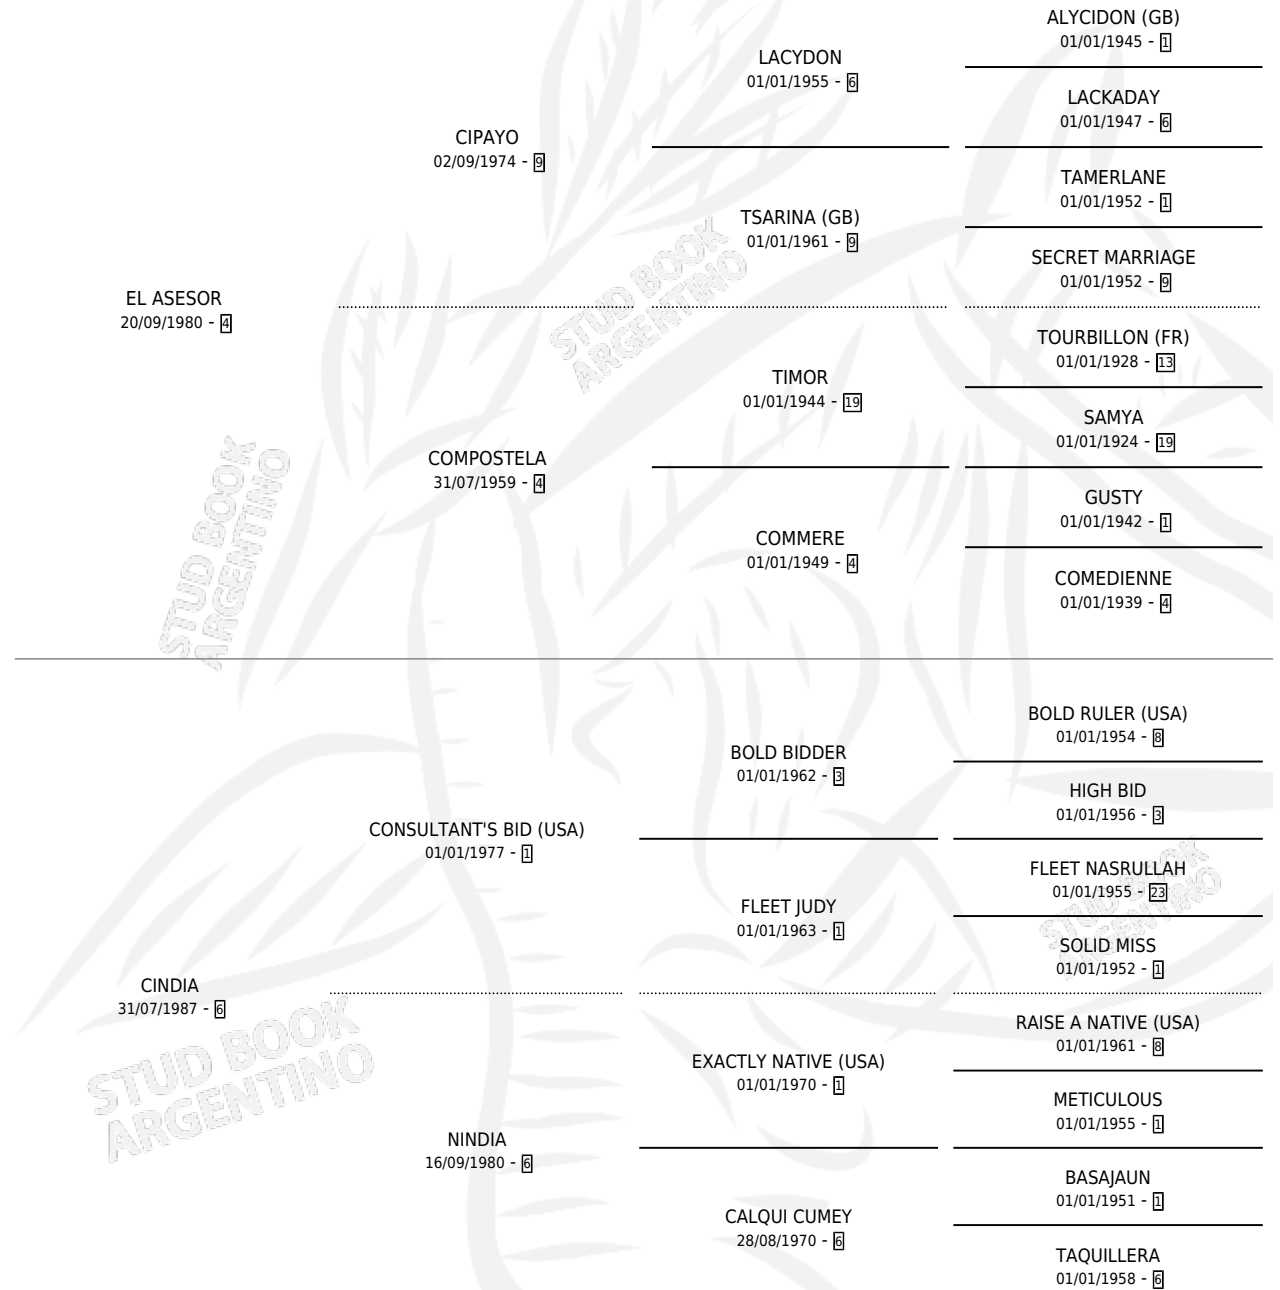 ALYCIDON (GB)
01/01/1945 - 1
LACYDON
01/01/1955 - 6
LACKADAY
01/01/1947 - 6
CIPAYO
02/09/1974 - 9
TAMERLANE
01/01/1952 - 1
TSARINA (GB)
01/01/1961 - 9
SECRET MARRIAGE
01/01/1952 - 9
EL ASESOR
20/09/1980 - 4
TOURBILLON (FR)
01/01/1928 - 13
TIMOR
01/01/1944 - 19
SAMYA
01/01/1924 - 19
COMPOSTELA
31/07/1959 - 4
GUSTY
01/01/1942 - 1
COMMERE
01/01/1949 - 4
COMEDIENNE
01/01/1939 - 4
BOLD RULER (USA)
01/01/1954 - 8
BOLD BIDDER
01/01/1962 - 3
HIGH BID
01/01/1956 - 3
CONSULTANT'S BID (USA)
01/01/1977 - 1
FLEET NASRULLAH
01/01/1955 - 23
FLEET JUDY
01/01/1963 - 1
SOLID MISS
01/01/1952 - 1
CINDIA
31/07/1987 - 6
RAISE A NATIVE (USA)
01/01/1961 - 8
EXACTLY NATIVE (USA)
01/01/1970 - 1
METICULOUS
01/01/1955 - 1
NINDIA
16/09/1980 - 6
BASAJAUN
01/01/1951 - 1
CALQUI CUMEY
28/08/1970 - 6
TAQUILLERA
01/01/1958 - 6
STUD BOOK
ARGENTINO
STUD BOOK
ARGENTINO
STUD BOOK
ARGENTINO
STUD BOOK
ARGENTINO